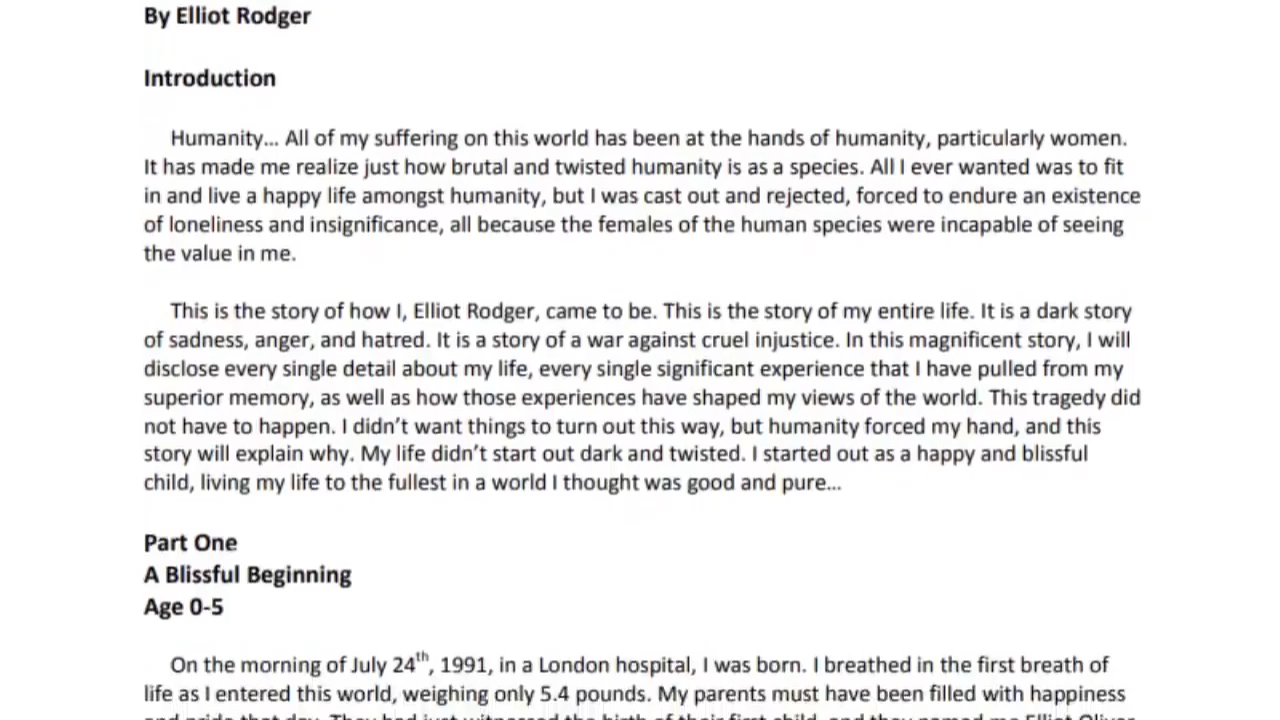 By Elliot Rodger
Introduction
Humanity... All of my suffering on this world has been at the hands of humanity, particularly women.
It has made me realize just how brutal and twisted humanity is as a species. All I ever wanted was to fit
in and live a happy life amongst humanity, but I was cast out and rejected, forced to endure an existence
of loneliness and insignificance, all because the females of the human species were incapable of seeing
the value in me.
This is the story of how I, Elliot Rodger, came to be. This is the story of my entire life. It is a dark story
of sadness, anger, and hatred. It is a story of a war against cruel injustice. In this magnificent story, I will
disclose every single detail about my life, every single significant experience that I have pulled from my
superior memory, as well as how those experiences have shaped my views of the world. This tragedy did
not have to happen. I didn't want things to turn out this way, but humanity forced my hand, and this
story will explain why. My life didn't start out dark and twisted. I started out as a happy and blissful
child, living my life to the fullest in a world I thought was good and pure...
Part One
A Blissful Beginning
Age 0-5
On the morning of July 24th, 1991, in a London hospital, I was born. I breathed in the first breath of
life as I entered this world, weighing only 5.4 pounds. My parents must have been filled with happiness